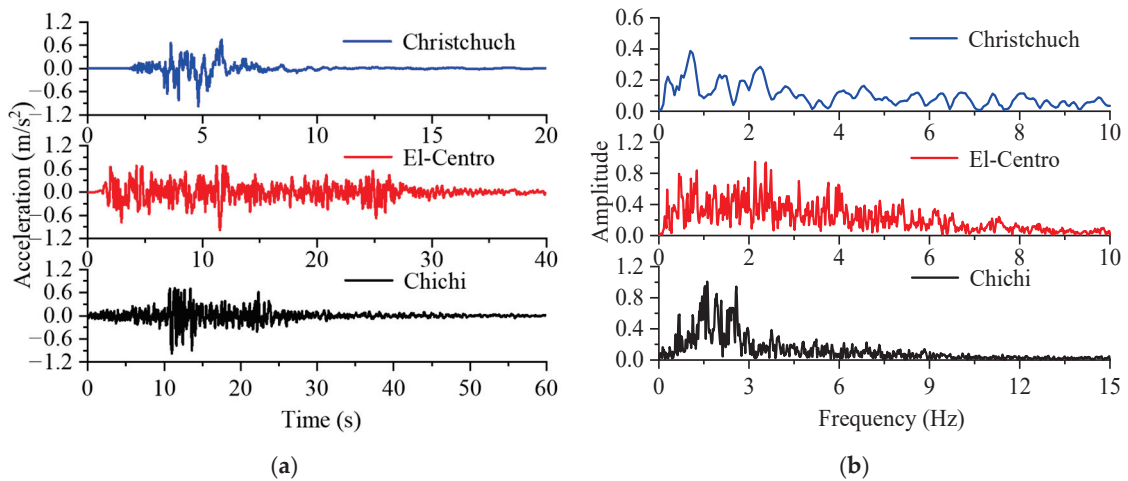 Acceleration (m/s²)
1.2
0.6
0.0
−0.6
−1.2
Christchuch
0 5 10 15 20
1.2
0.6
0.0
−0.6
−1.2
El-Centro
0 10 20 30 40
1.2
0.6
0.0
−0.6
−1.2
Chichi
0 10 20 30 40 50 60
Time (s)
(a)
Amplitude
0.6
0.4
0.2
0.0
Christchuch
0 2 4 6 8 10
1.2
0.8
0.4
0.0
El-Centro
0 2 4 6 8 10
1.2
0.8
0.4
0.0
Chichi
0 3 6 9 12 15
Frequency (Hz)
(b)